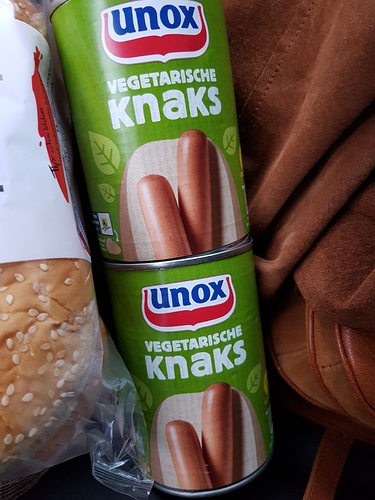 unox
VEGETARISCHE
Knaks
unox
VEGETARISCHE
Knaks